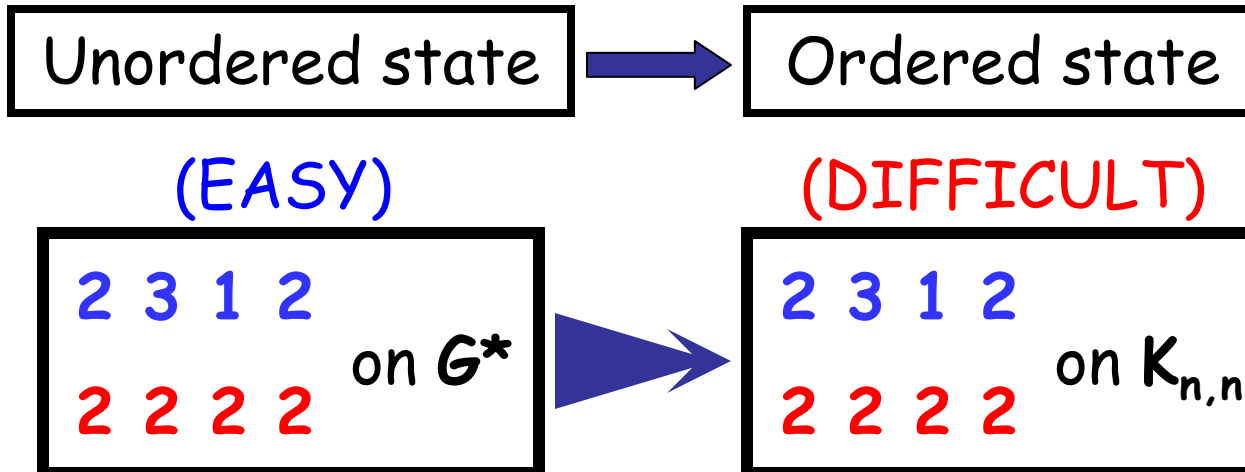 Unordered state
Ordered state
(EASY)
(DIFFICULT)
2 3 1 2
on G*
2 2 2 2
2 3 1 2
on Kn,n
2 2 2 2